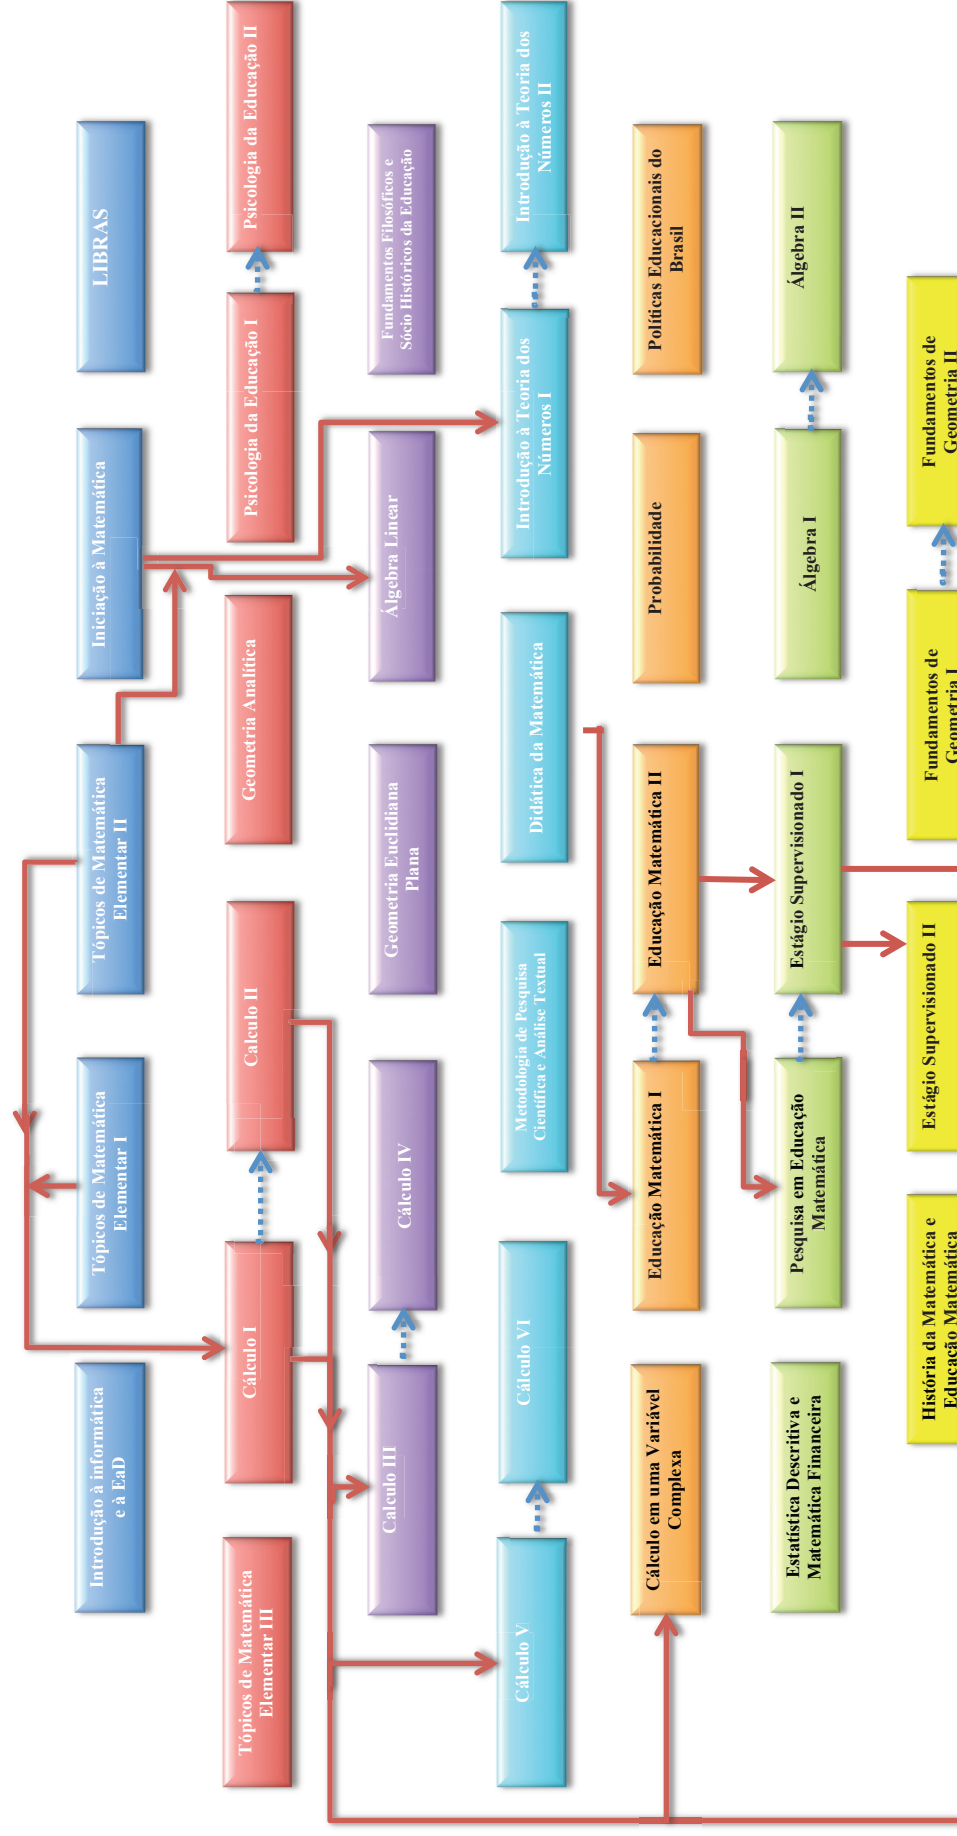 Introdução à informática
e à EaD
Tópicos de Matemática
Elementar I
Tópicos de Matemática
Elementar II
Iniciação à Matemática
LIBRAS
Tópicos de Matemática
Elementar III
Cálculo I
Calculo II
Geometria Analítica
Psicologia da Educação I
Psicologia da Educação II
Calculo III
Cálculo IV
Geometria Euclidiana
Plana
Álgebra Linear
Fundamentos Filosóficos e
Sócio Históricos da Educação
Cálculo V
Cálculo VI
Metodologia de Pesquisa
Científica e Análise Textual
Didática da Matemática
Introdução à Teoria dos
Números I
Introdução à Teoria dos
Números II
Cálculo em uma Variável
Complexa
Educação Matemática I
Educação Matemática II
Probabilidade
Políticas Educacionais do
Brasil
Estatística Descritiva e
Matemática Financeira
Pesquisa em Educação
Matemática
Estágio Supervisionado I
Álgebra I
Álgebra II
História da Matemática e
Educação Matemática
Estágio Supervisionado II
Fundamentos de
Geometria I
Fundamentos de
Geometria II